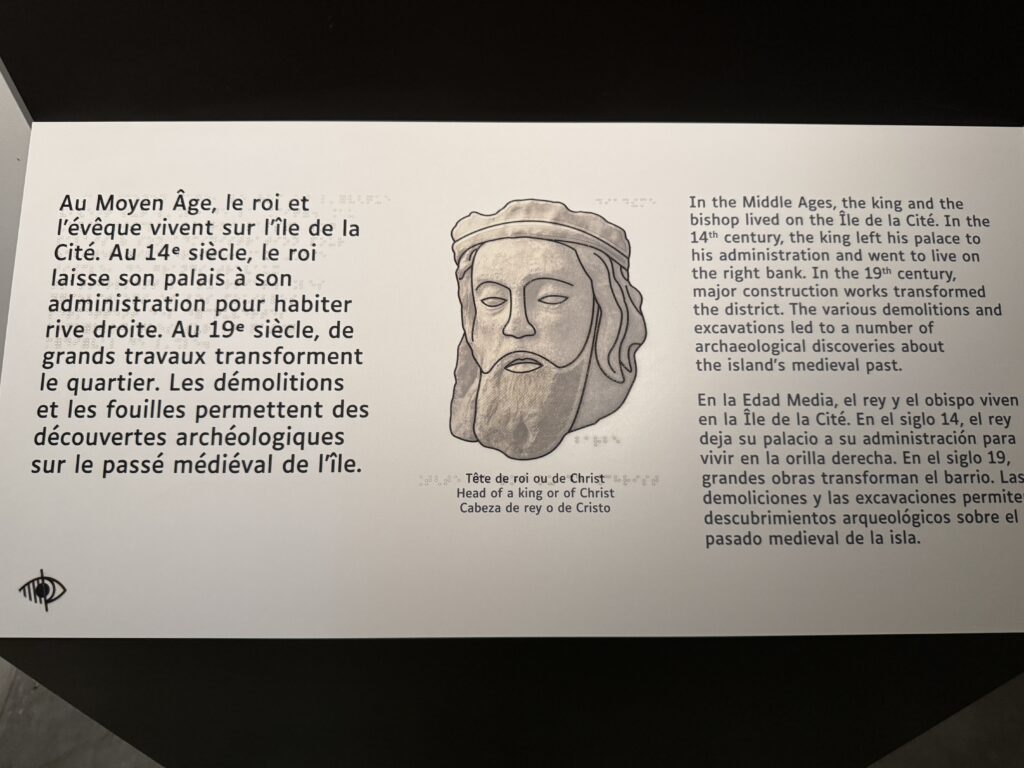 Au Moyen Âge, le roi et
l'évêque vivent sur l'île de la
Cité. Au 14e siècle, le roi
laisse son palais à son
administration pour habiter
rive droite. Au 19e siècle, de
grands travaux transforment
le quartier. Les démolitions
et les fouilles permettent des
découvertes archéologiques
sur le passé médiéval de l'île.
Tête de roi ou de Christ
Head of a king or of Christ
Cabeza de rey o de Cristo
In the Middle Ages, the king and the
bishop lived on the Île de la Cité. In the
14th century, the king left his palace to
his administration and went to live on
the right bank. In the 19th century,
major construction works transformed
the district. The various demolitions and
excavations led to a number of
archaeological discoveries about
the island's medieval past.
En la Edad Media, el rey y el obispo viven
en la Île de la Cité. En el siglo 14, el rey
deja su palacio a su administración para
vivir en la orilla derecha. En el siglo 19,
grandes obras transforman el barrio. Las
demoliciones y las excavaciones permite
descubrimientos arqueológicos sobre el
pasado medieval de la isla.